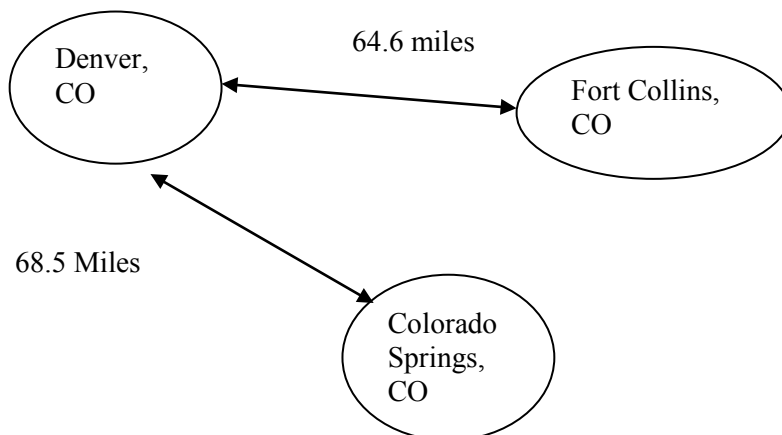 64.6 miles
Denver,
CO
Fort Collins,
CO
68.5 Miles
Colorado
Springs,
CO